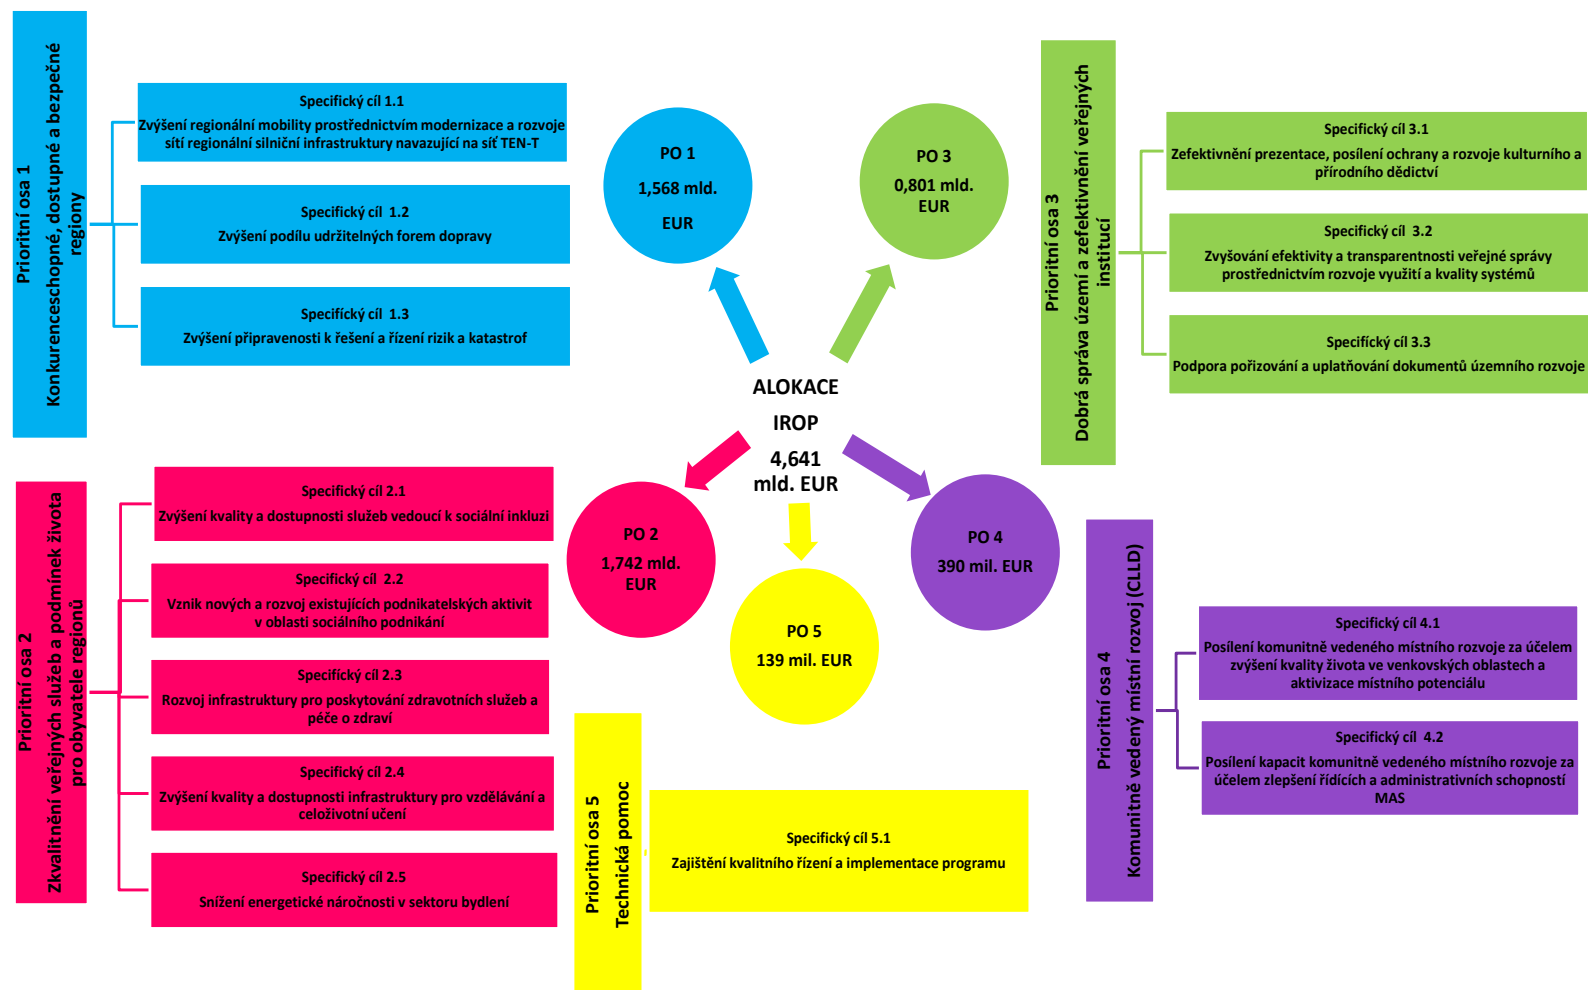 Prioritní osa 1
Konkurenceschopné, dostupné a bezpečné
regiony
Specifický cíl 1.1
Zvýšení regionální mobility prostřednictvím modernizace a rozvoje
sítí regionální silniční infrastruktury navazující na síť TEN-T
Specifický cíl  1.2
Zvýšení podílu udržitelných forem dopravy
Specifícký cíl  1.3
Zvýšení připravenosti k řešení a řízení rizik a katastrof
PO 1
1,568 mld.
EUR
PO 3
0,801 mld.
EUR
Prioritní osa 3
Dobrá správa území a zefektivnění veřejných
institucí
Specifický cíl 3.1
Zefektivnění prezentace, posílení ochrany a rozvoje kulturního a
přírodního dědictví
Specifický cíl  3.2
Zvyšování efektivity a transparentnosti veřejné správy
prostřednictvím rozvoje využití a kvality systémů
Specifícký cíl 3.3
Podpora pořizování a uplatňování dokumentů územního rozvoje
ALOKACE
IROP
4,641
mld. EUR
Prioritní osa 2
Zkvalitnění veřejných služeb a podmínek života
pro obyvatele regionů
Specifický cíl 2.1
Zvýšení kvality a dostupnosti služeb vedoucí k sociální inkluzi
Specifický cíl  2.2
Vznik nových a rozvoj existujících podnikatelských aktivit
v oblasti sociálního podnikání
Specifícký cíl  2.3
Rozvoj infrastruktury pro poskytování zdravotních služeb a
péče o zdraví
Specifický cíl  2.4
Zvýšení kvality a dostupnosti infrastruktury pro vzdělávání a
celoživotní učení
Specifický cíl  2.5
Snížení energetické náročnosti v sektoru bydlení
PO 2
1,742 mld.
EUR
PO 4
390 mil. EUR
PO 5
139 mil. EUR
Prioritní osa 4
Komunitně vedený místní rozvoj (CLLD)
Specifický cíl 4.1
Posílení komunitně vedeného místního rozvoje za účelem
zvýšení kvality života ve venkovských oblastech a
aktivizace místního potenciálu
Specifický cíl  4.2
Posílení kapacit komunitně vedeného místního rozvoje za
účelem zlepšení řídících a administrativních schopností
MAS
Prioritní osa 5
Technická pomoc
Specifický cíl 5.1
Zajištění kvalitního řízení a implementace programu